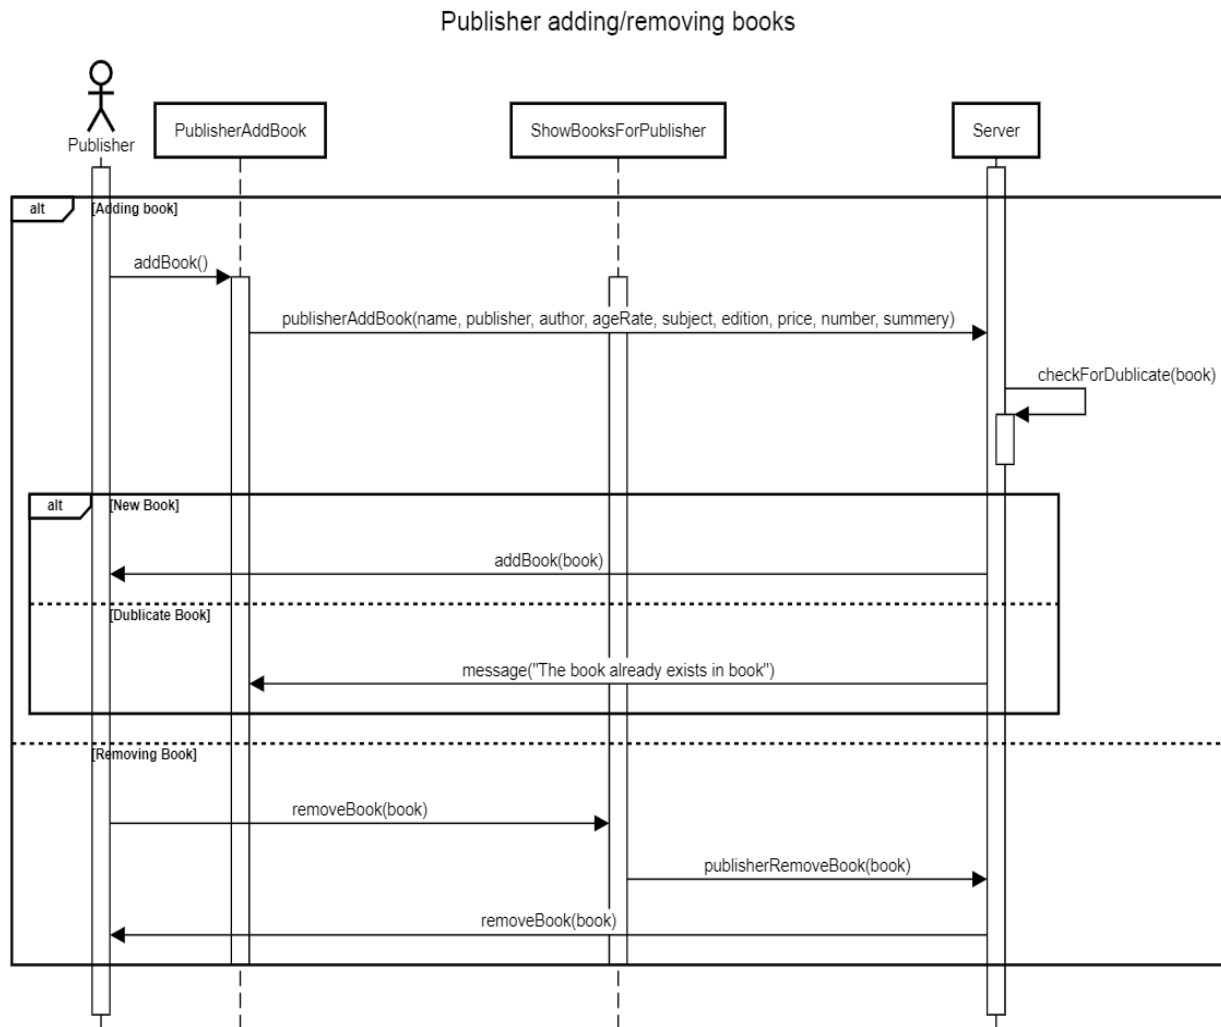 Publisher adding/removing books
Publisher
PublisherAddBook
ShowBooksForPublisher
Server
alt
[Adding book]
addBook()
publisherAddBook(name, publisher, author, ageRate, subject, edition, price, number, summery)
checkForDublicate(book)
alt
[New Book]
addBook(book)
[Dublicate Book]
message("The book already exists in book")
[Removing Book]
removeBook(book)
publisherRemoveBook(book)
removeBook(book)